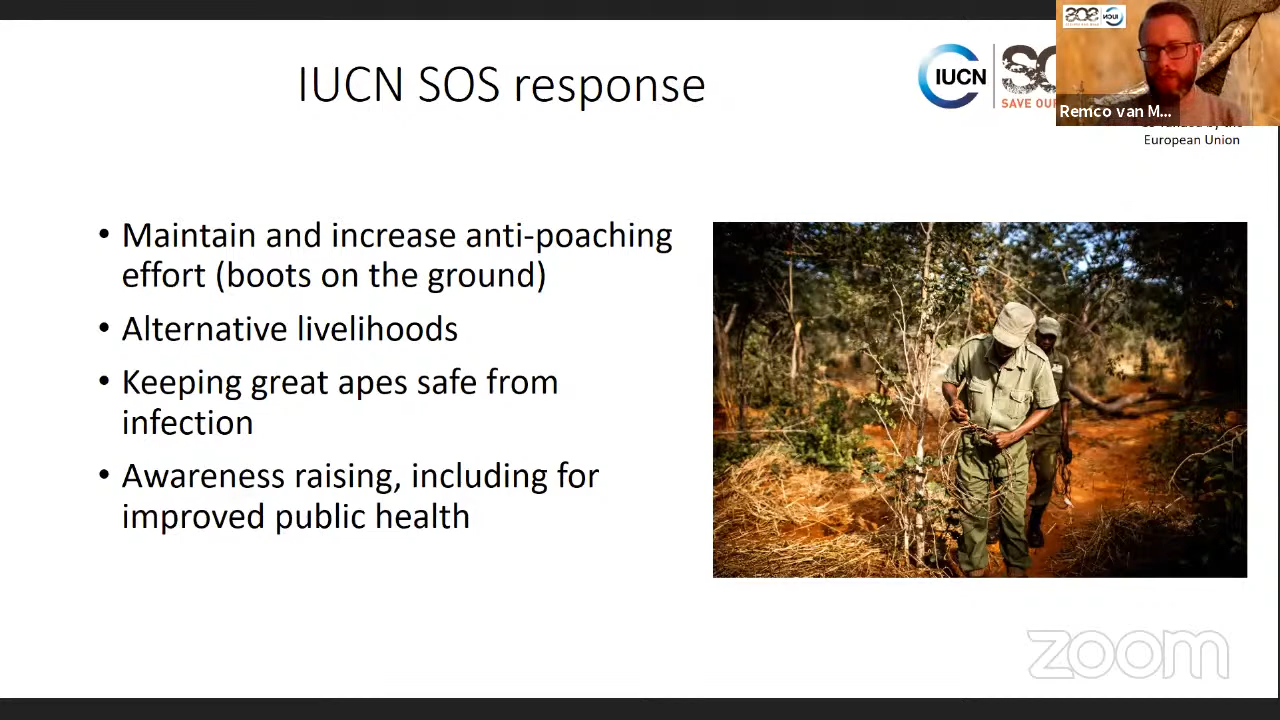 IUCN SOS response
IUCN
SAVE OUR
Remco van M...
European Union
• Maintain and increase anti-poaching
effort (boots on the ground)
• Alternative livelihoods
• Keeping great apes safe from
infection
• Awareness raising, including for
improved public health
zoom